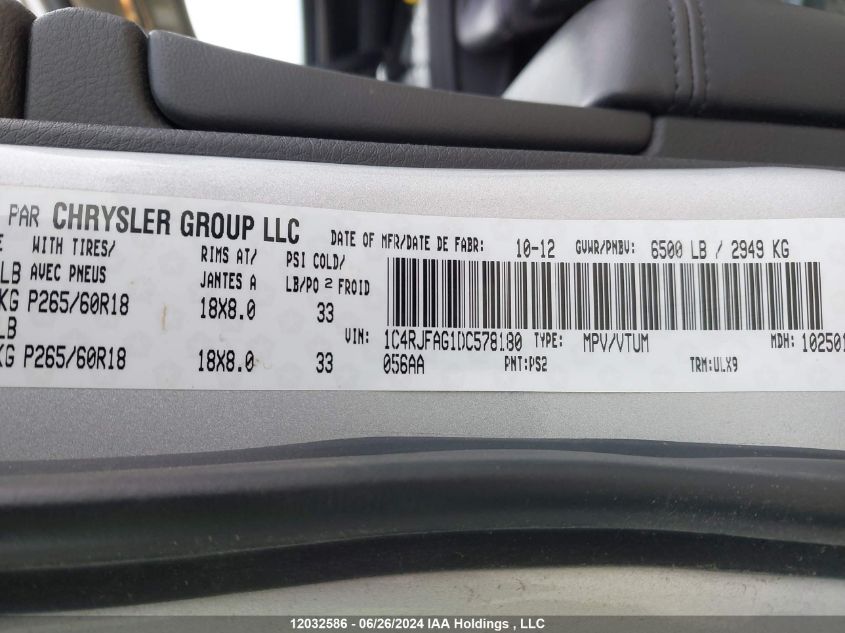 PAR CHRYSLER GROUP LLC DATE OF MFR/DATE DE FABR: 10-12 GVWR/PNBV: 6500 LB / 2949 KG
WITH TIRES/ RIMS AT/ PSI COLD/
LB AVEC PNEUS JANTES A LB/PO 2 FROID
KG P265/60R18 18X8.0 33
LB VIN: 1C4RJFAG1DC578180 TYPE: MPV/VTUM MDH: 102501
KG P265/60R18 18X8.0 33 056AA PNT:PS2 TRM:ULX9
12032586 - 06/26/2024 IAA Holdings , LLC